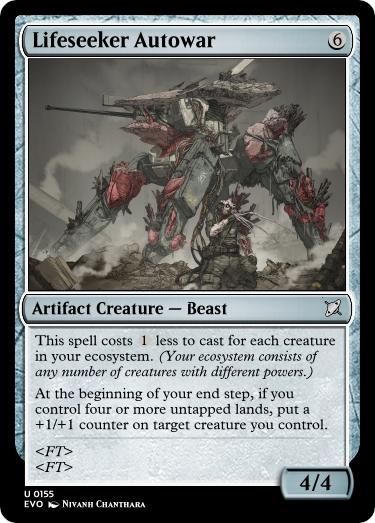 Lifeseeker Autowar 6
Artifact Creature — Beast
This spell costs 1 less to cast for each creature
in your ecosystem. (Your ecosystem consists of
any number of creatures with different powers.)
At the beginning of your end step, if you
control four or more untapped lands, put a
+1/+1 counter on target creature you control.
<FT>
<FT>
4/4
U 0155
EVO Nivanh Chanthara